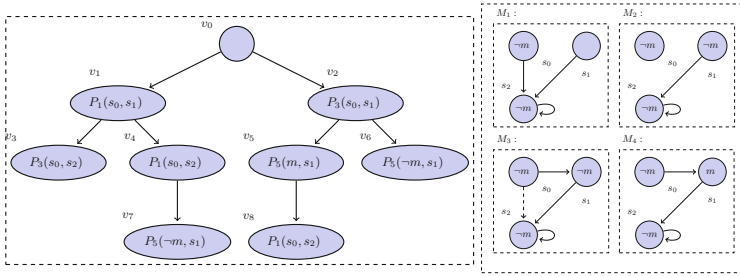 v0
v1
v2
P1(s0, s1)
P3(s0, s1)
v3
v4
v5
v6
P3(s0, s2)
P1(s0, s2)
P5(m, s1)
P5(¬m, s1)
v7
v8
P5(¬m, s1)
P1(s0, s2)
M1 :
M2 :
¬m
¬m
¬m
s0
s0
s2
s1
s2
s1
¬m
¬m
M3 :
M4 :
¬m
¬m
¬m
m
s0
s0
s2
s1
s2
s1
¬m
¬m